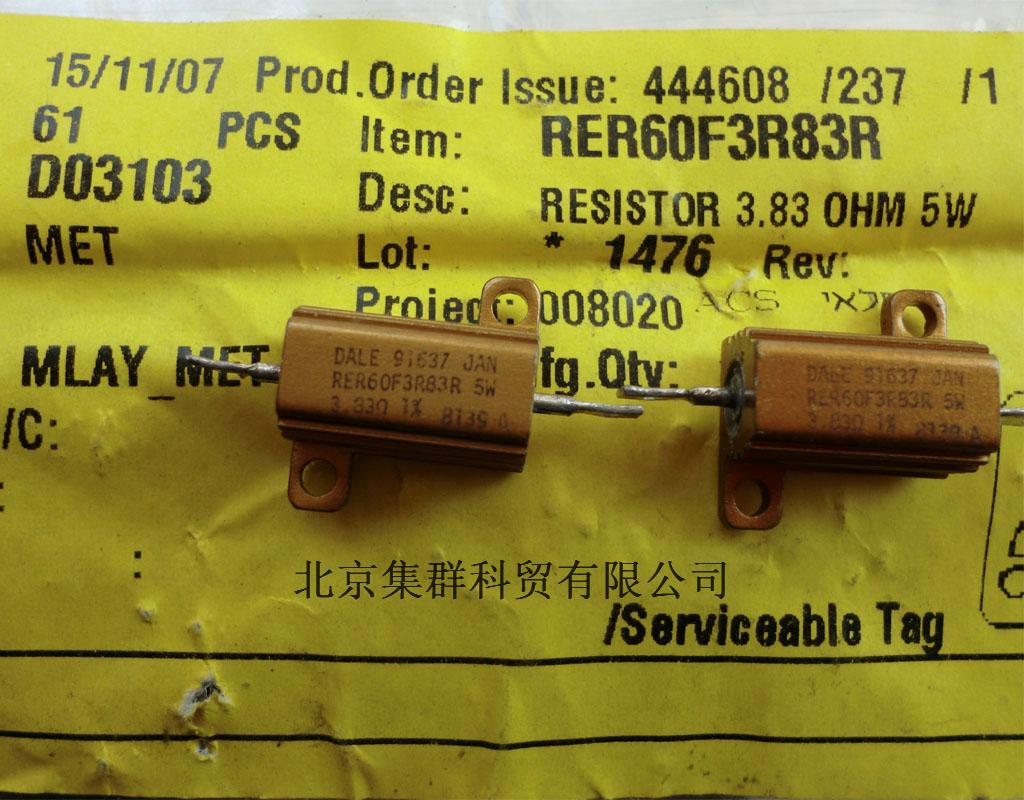 15/11/07 Prod.Order Issue: 444608 /237 /1
61 PCS Item: RER60F3R83R
D03103 Desc: RESISTOR 3.83 OHM 5W
MET Lot: * 1476 Rev:
Project: 008020 ACS
MLAY_MET fg.Qty:
/C:
DALE 91637 JAN
RER60F3R83R 5W
3.83Ω 1% 8139 A
DALE 91637 JAN
RER60F3R83R 5W
3.83Ω 1% 8139 A
:
北京集群科贸有限公司
/Serviceable Tag